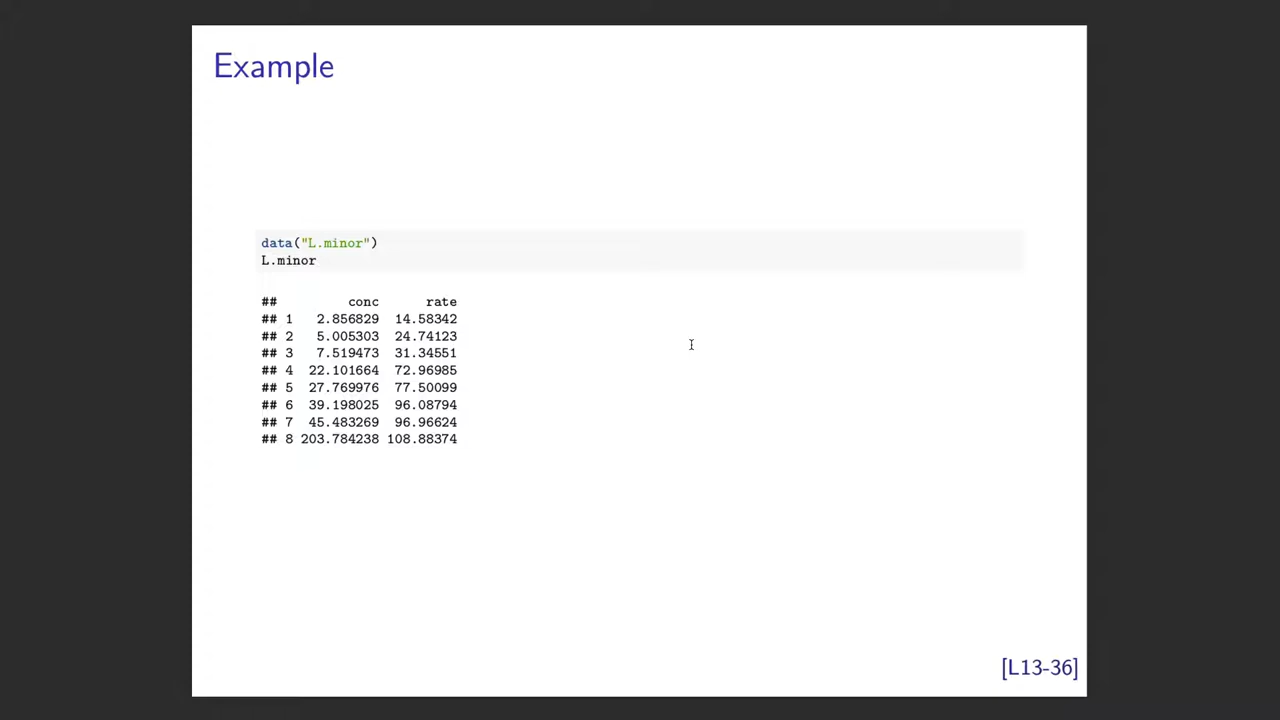 Example
data("L.minor")
L.minor
## conc rate
## 1 2.856829 14.58342
## 2 5.005303 24.74123
## 3 7.519473 31.34551
## 4 22.101664 72.96985
## 5 27.769976 77.50099
## 6 39.198025 96.08794
## 7 45.483269 96.96624
## 8 203.784238 108.88374
[L13-36]